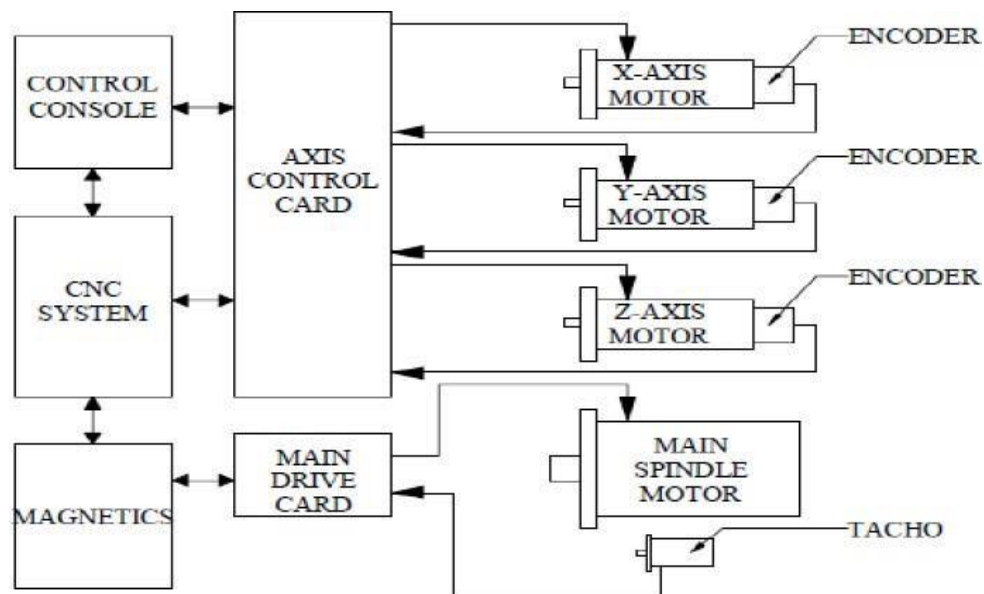 CONTROL
CONSOLE
CNC
SYSTEM
MAGNETICS
AXIS
CONTROL
CARD
MAIN
DRIVE
CARD
X-AXIS
MOTOR
ENCODER
Y-AXIS
MOTOR
ENCODER
Z-AXIS
MOTOR
ENCODER
MAIN
SPINDLE
MOTOR
TACHO